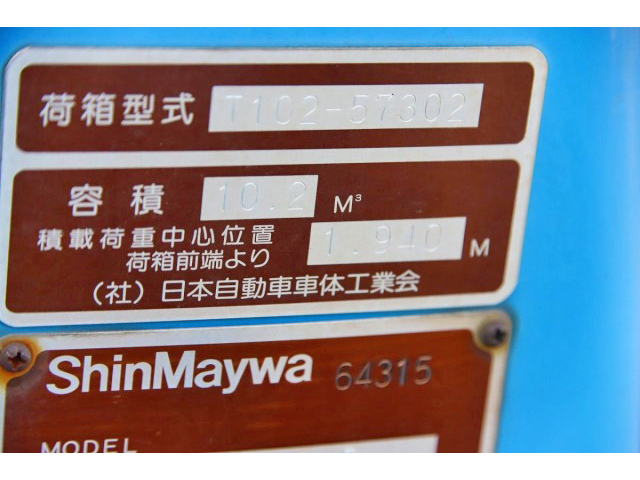 荷箱型式 T102-57302
容積 10.2 M³
積載荷重中心位置
荷箱前端より 1.940 M
（社）日本自動車車体工業会
ShinMaywa 64315
MODEL